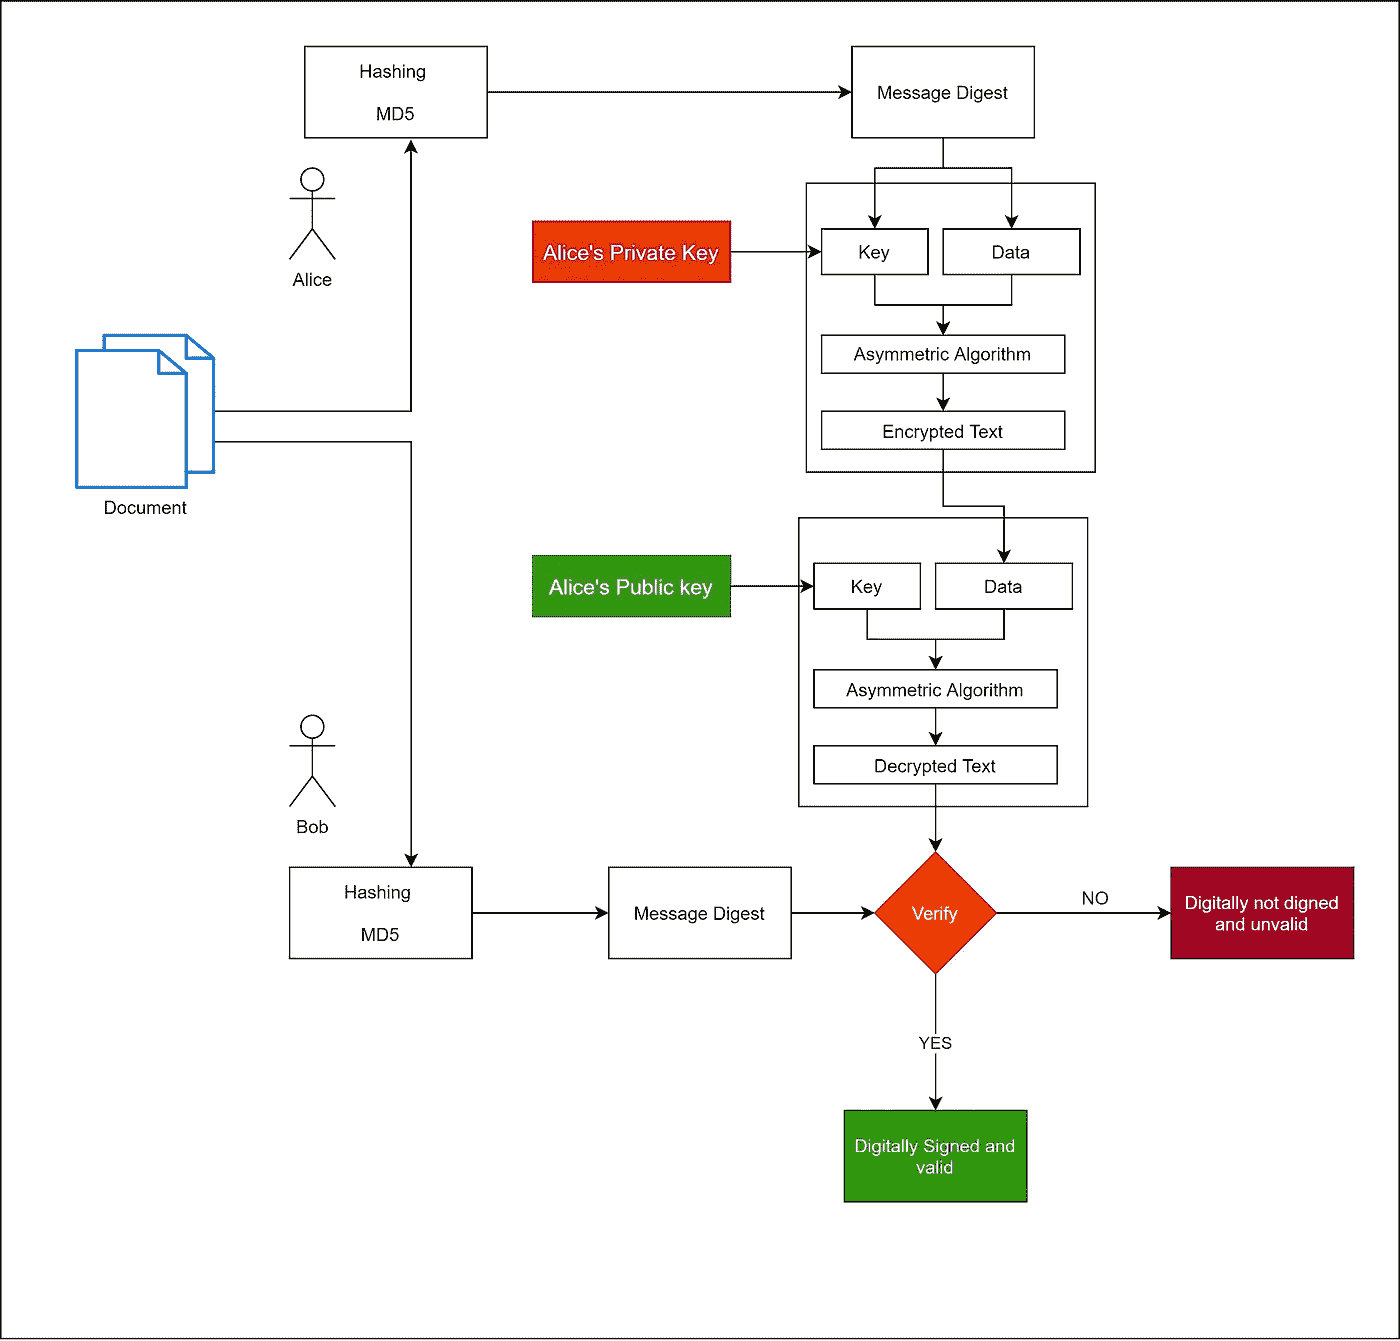 Hashing
MD5
Message Digest
Alice
Alice's Private Key
Key
Data
Asymmetric Algorithm
Encrypted Text
Document
Alice's Public key
Key
Data
Asymmetric Algorithm
Decrypted Text
Bob
Hashing
MD5
Message Digest
Verify
NO
Digitally not digned
and unvalid
YES
Digitally Signed and
valid